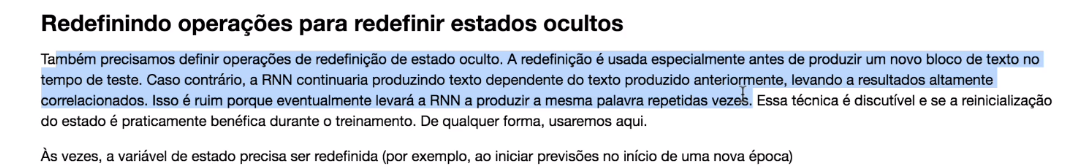 Redefinindo operações para redefinir estados ocultos
Também precisamos definir operações de redefinição de estado oculto. A redefinição é usada especialmente antes de produzir um novo bloco de texto no
tempo de teste. Caso contrário, a RNN continuaria produzindo texto dependente do texto produzido anteriormente, levando a resultados altamente
correlacionados. Isso é ruim porque eventualmente levará a RNN a produzir a mesma palavra repetidas vezes. Essa técnica é discutível e se a reinicialização
do estado é praticamente benéfica durante o treinamento. De qualquer forma, usaremos aqui.
Às vezes, a variável de estado precisa ser redefinida (por exemplo, ao iniciar previsões no início de uma nova época)